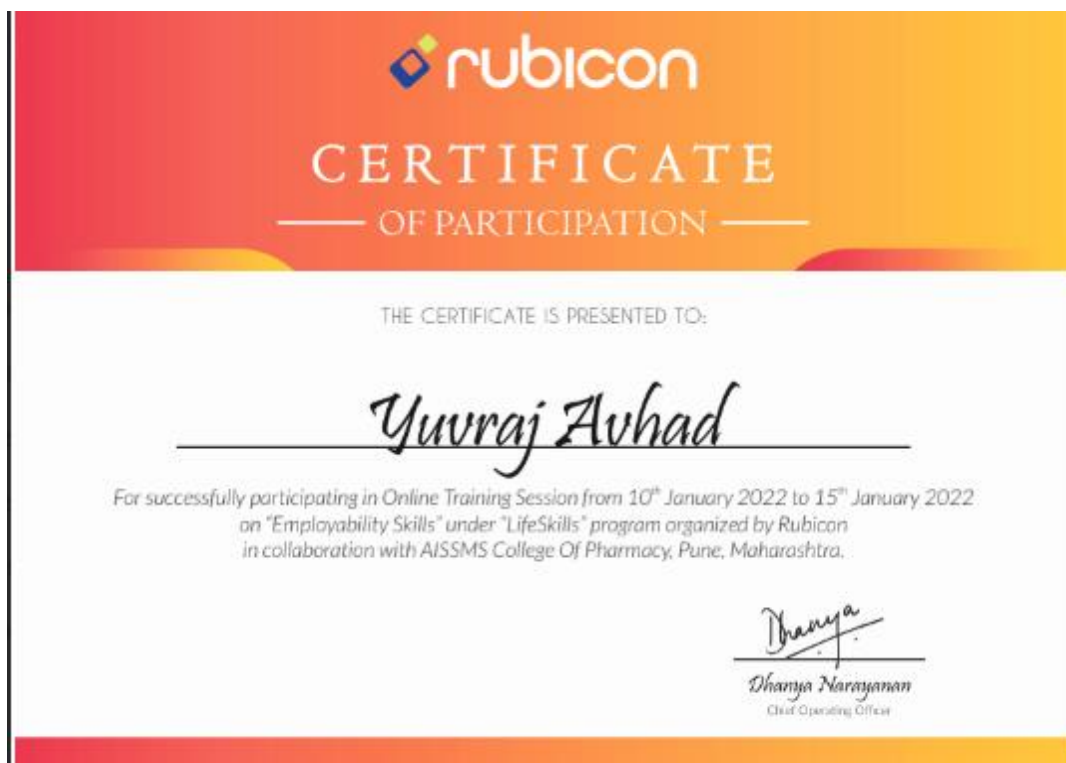 rubicon
CERTIFICATE
OF PARTICIPATION
THE CERTIFICATE IS PRESENTED TO:
Yuvraj Avhad
For successfully participating in Online Training Session from 10th January 2022 to 15th January 2022
on "Employability Skills" under "LifeSkills" program organized by Rubicon
in collaboration with AISSMS College Of Pharmacy, Pune, Maharashtra.
Dhanya
Dhanya Narayanan
Chief Operating Officer